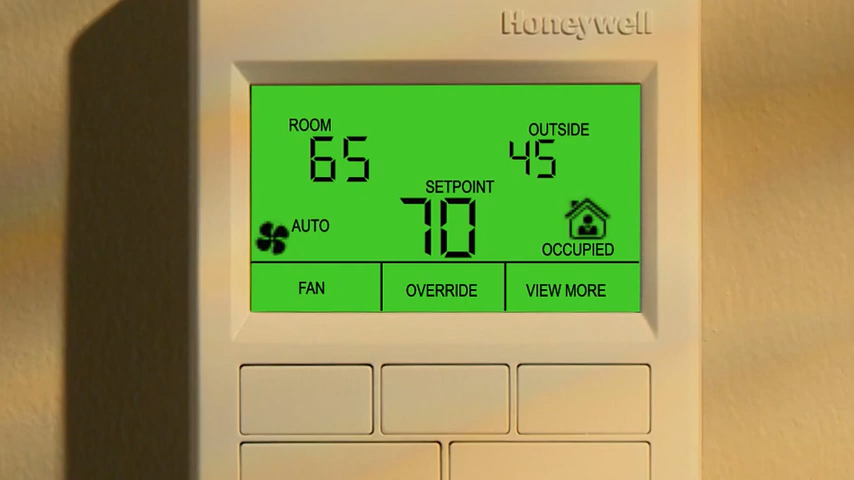 Honeywell
ROOM
OUTSIDE
65
45
SETPOINT
70
AUTO
OCCUPIED
FAN
OVERRIDE
VIEW MORE